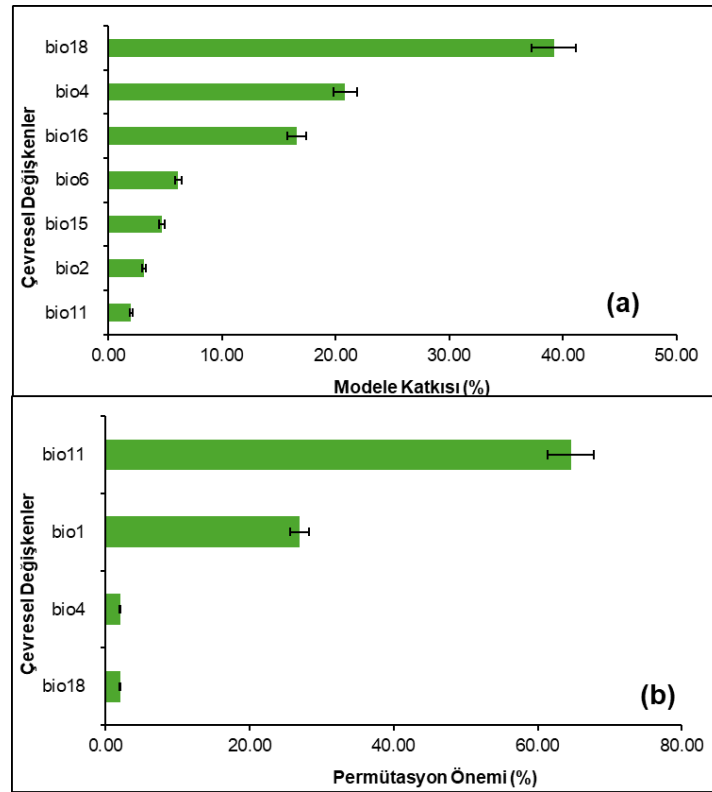 Çevresel Değişkenler
bio18
bio4
bio16
bio6
bio15
bio2
bio11
(a)
0.00 10.00 20.00 30.00 40.00 50.00
Modele Katkısı (%)
Çevresel Değişkenler
bio11
bio1
bio4
bio18
(b)
0.00 20.00 40.00 60.00 80.00
Permütasyon Önemi (%)